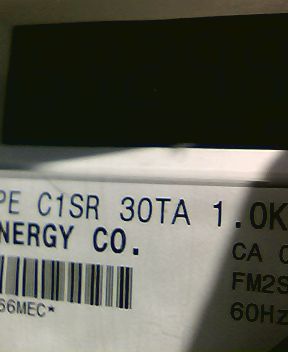 PE C1SR 30TA 1.0K
NERGY CO.
CA
FM2S
66MEC*
60Hz